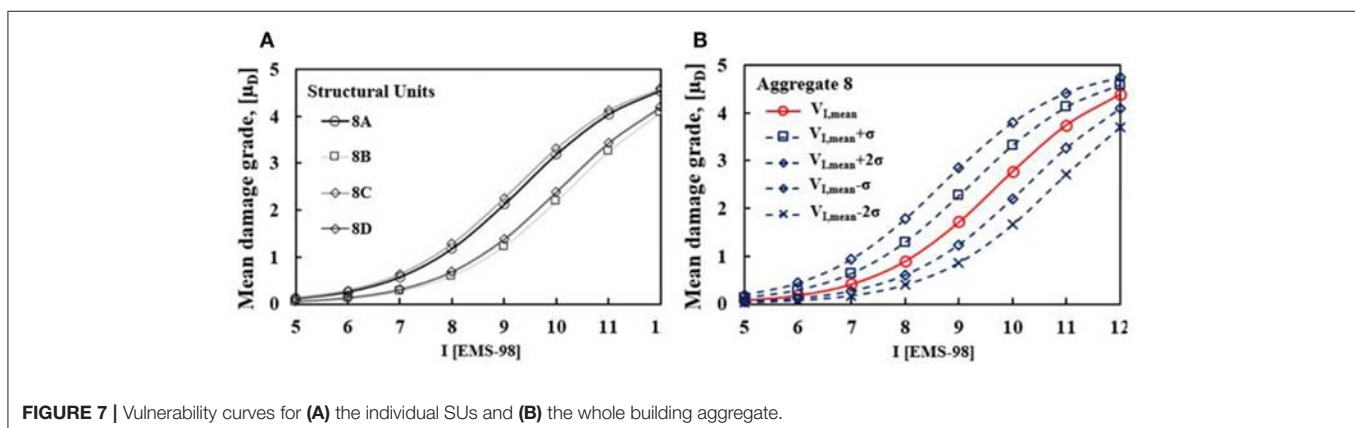 A
Mean damage grade, [μD]
5
4
3
2
1
0
Structural Units
8A
8B
8C
8D
5 6 7 8 9 10 11 1
I [EMS-98]
B
Mean damage grade, [μD]
5
4
3
2
1
0
Aggregate 8
VI,mean
VI,mean+σ
VI,mean+2σ
VI,mean-σ
VI,mean-2σ
5 6 7 8 9 10 11 12
I [EMS-98]
FIGURE 7 | Vulnerability curves for (A) the individual SUs and (B) the whole building aggregate.